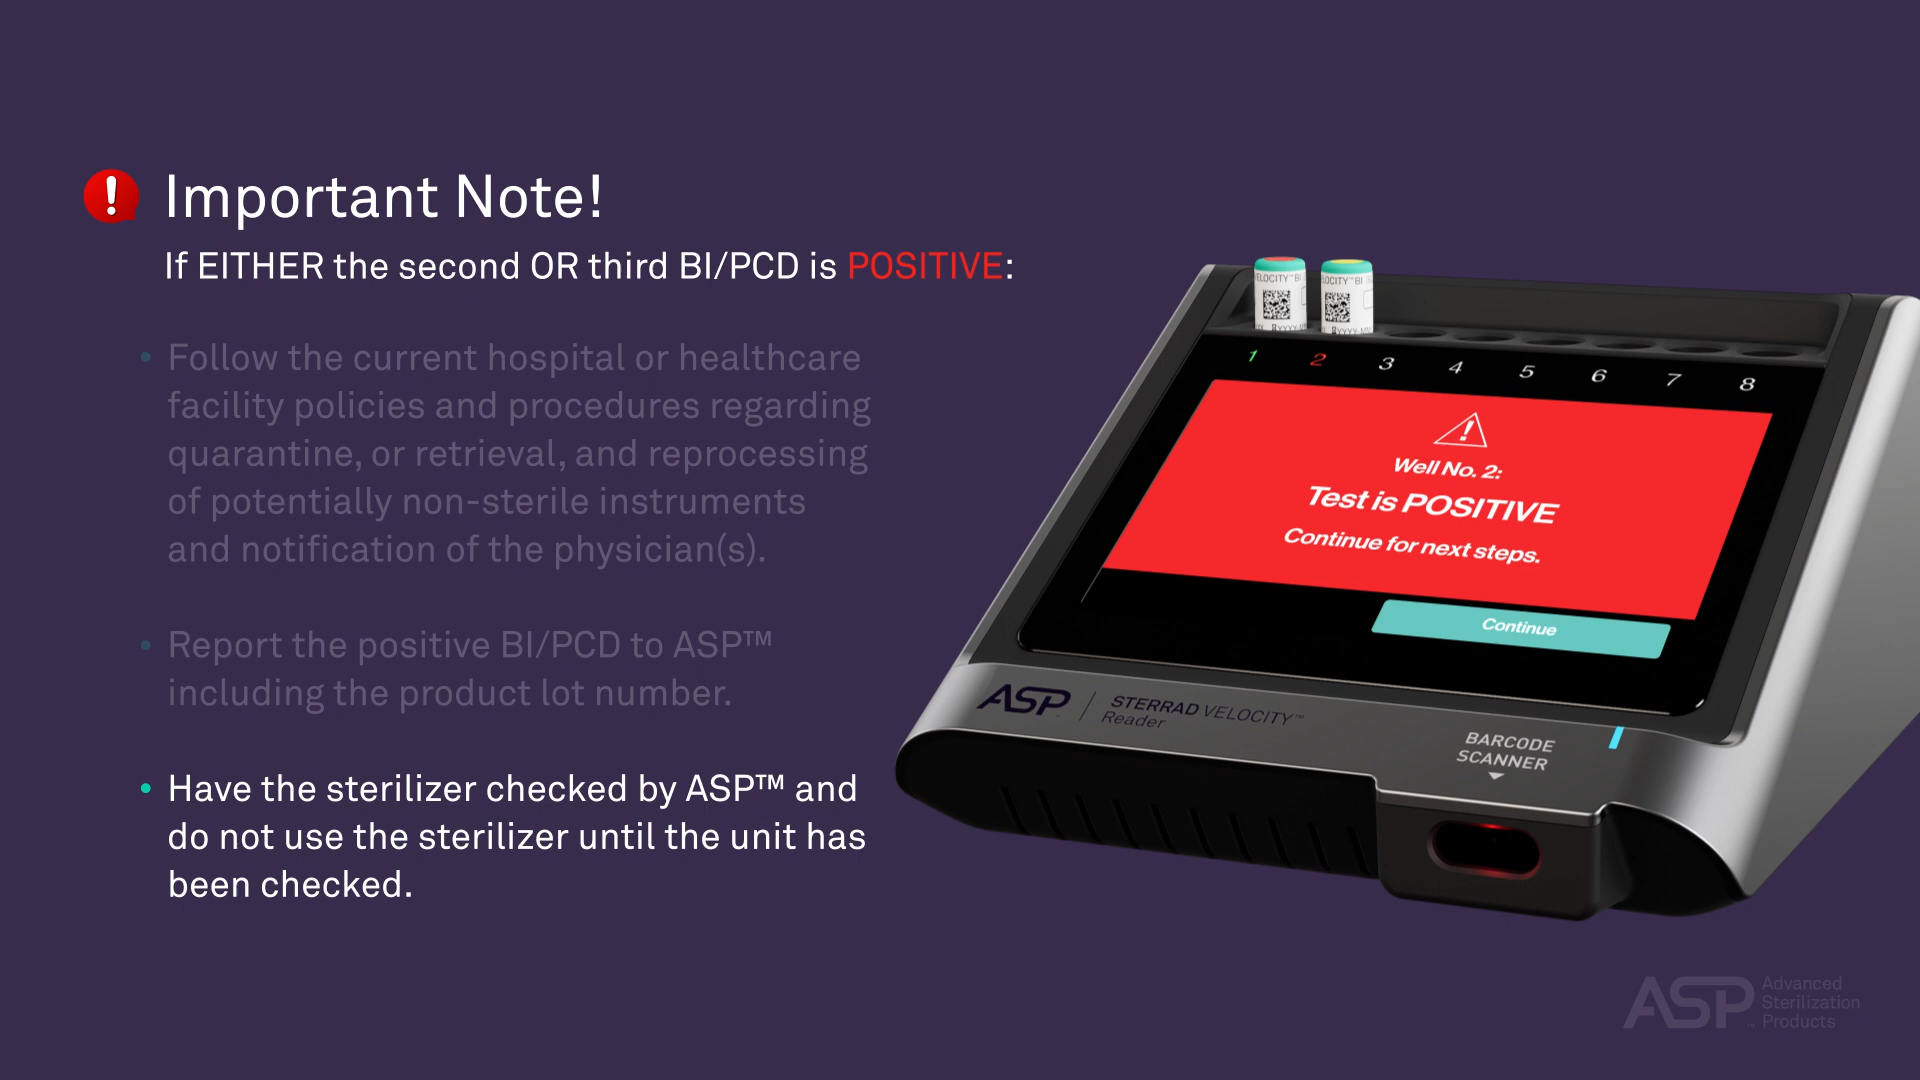 Important Note!
If EITHER the second OR third BI/PCD is POSITIVE:
• Follow the current hospital or healthcare
facility policies and procedures regarding
quarantine, or retrieval, and reprocessing
of potentially non-sterile instruments
and notification of the physician(s).
• Report the positive BI/PCD to ASP™
including the product lot number.
• Have the sterilizer checked by ASP™ and
do not use the sterilizer until the unit has
been checked.
VELOCITY™ BI
LOCITY™ BI
1 2 3 4 5 6 7 8
Well No. 2:
Test is POSITIVE
Continue for next steps.
Continue
ASP STERRAD VELOCITY™
Reader
BARCODE
SCANNER
ASP™ Advanced
Sterilization
Products